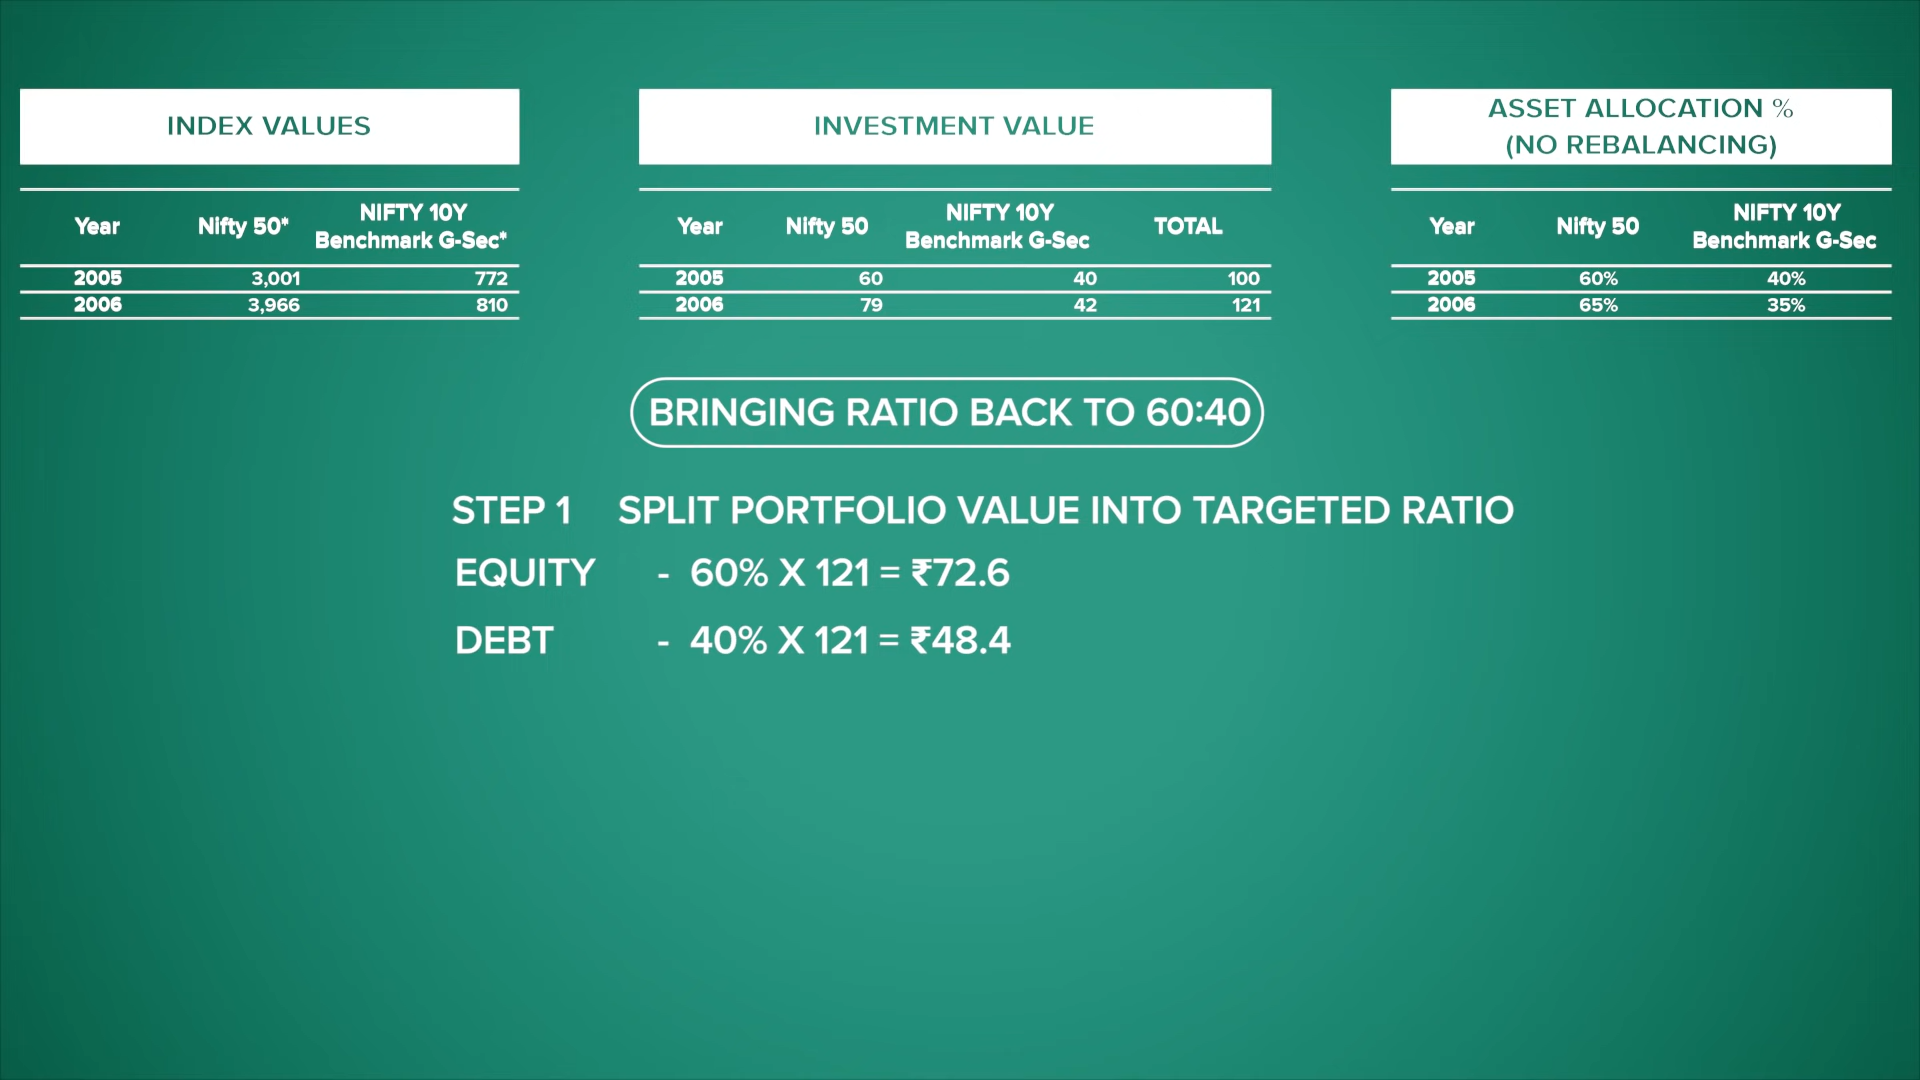 INDEX VALUES
Year Nifty 50* NIFTY 10Y Benchmark G-Sec*
2005 3,001 772
2006 3,966 810
INVESTMENT VALUE
Year Nifty 50 NIFTY 10Y Benchmark G-Sec TOTAL
2005 60 40 100
2006 79 42 121
ASSET ALLOCATION %
(NO REBALANCING)
Year Nifty 50 NIFTY 10Y Benchmark G-Sec
2005 60% 40%
2006 65% 35%
BRINGING RATIO BACK TO 60:40
STEP 1 SPLIT PORTFOLIO VALUE INTO TARGETED RATIO
EQUITY - 60% X 121 = ₹72.6
DEBT - 40% X 121 = ₹48.4